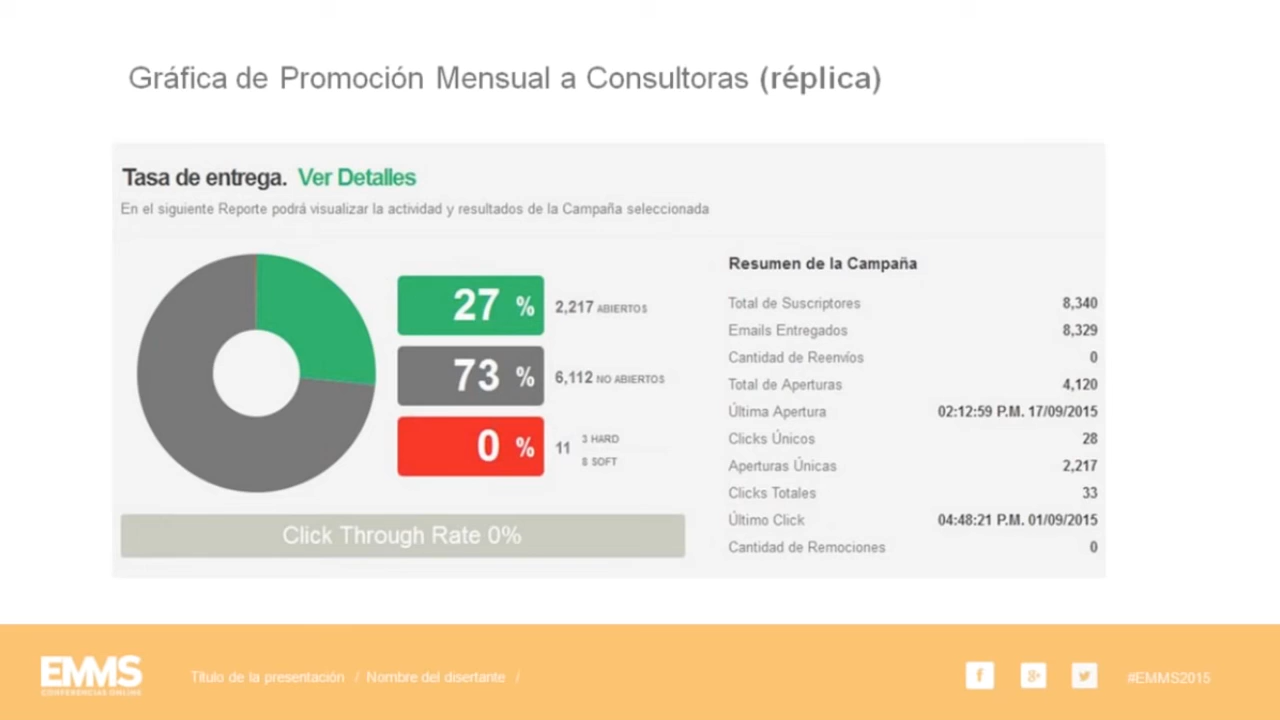 Gráfica de Promoción Mensual a Consultoras (réplica)
Tasa de entrega. Ver Detalles
En el siguiente Reporte podrá visualizar la actividad y resultados de la Campaña seleccionada
27 % 2,217 ABIERTOS
73 % 6,112 NO ABIERTOS
0 % 11 3 HARD
8 SOFT
Click Through Rate 0%
Resumen de la Campaña
Total de Suscriptores 8,340
Emails Entregados 8,329
Cantidad de Reenvíos 0
Total de Aperturas 4,120
Última Apertura 02:12:59 P.M. 17/09/2015
Clicks Únicos 28
Aperturas Únicas 2,217
Clicks Totales 33
Último Click 04:48:21 P.M. 01/09/2015
Cantidad de Remociones 0
EMMS
CONFERENCIAS ONLINE
Título de la presentación / Nombre del disertante /
f g+ #EMMS2015